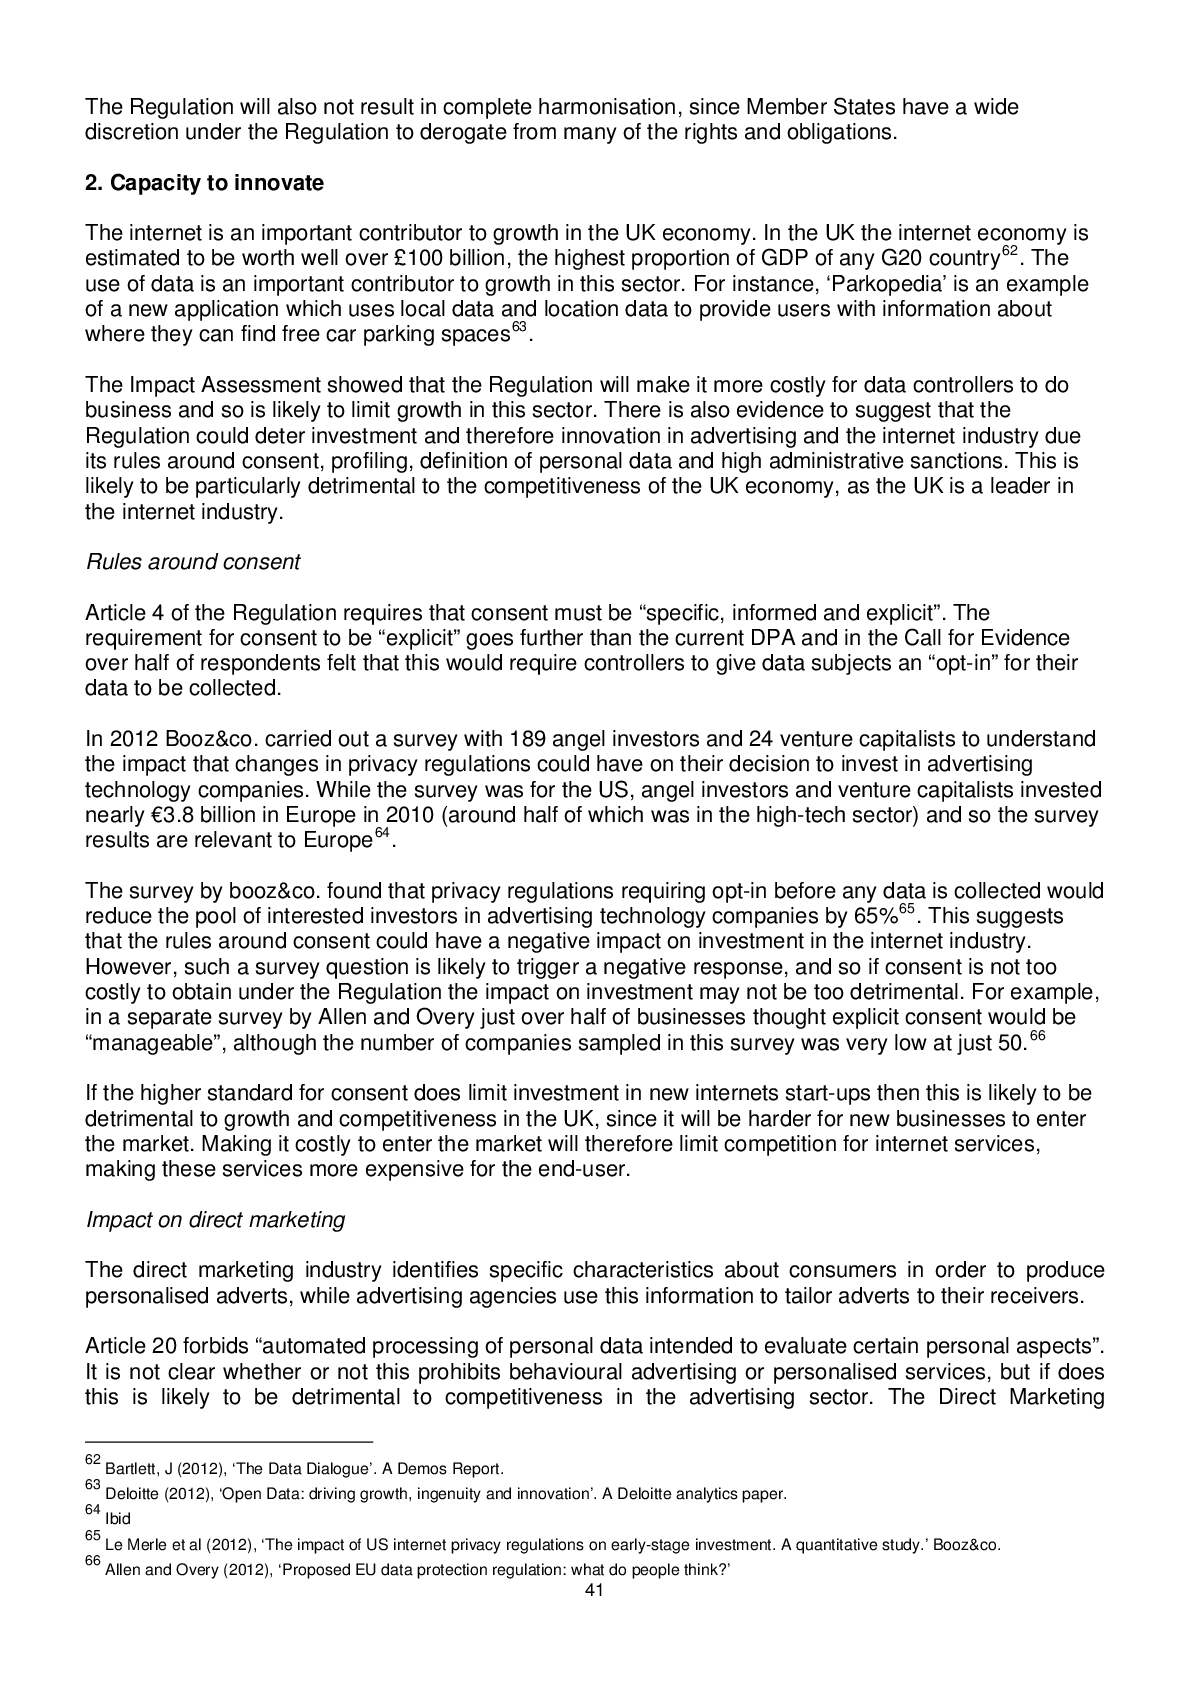 The Regulation will also not result in complete harmonisation, since Member States have a wide
discretion under the Regulation to derogate from many of the rights and obligations.
2. Capacity to innovate
The internet is an important contributor to growth in the UK economy. In the UK the internet economy is
estimated to be worth well over £100 billion, the highest proportion of GDP of any G20 country62. The
use of data is an important contributor to growth in this sector. For instance, ‘Parkopedia’ is an example
of a new application which uses local data and location data to provide users with information about
where they can find free car parking spaces63.
The Impact Assessment showed that the Regulation will make it more costly for data controllers to do
business and so is likely to limit growth in this sector. There is also evidence to suggest that the
Regulation could deter investment and therefore innovation in advertising and the internet industry due
its rules around consent, profiling, definition of personal data and high administrative sanctions. This is
likely to be particularly detrimental to the competitiveness of the UK economy, as the UK is a leader in
the internet industry.
Rules around consent
Article 4 of the Regulation requires that consent must be “specific, informed and explicit”. The
requirement for consent to be “explicit” goes further than the current DPA and in the Call for Evidence
over half of respondents felt that this would require controllers to give data subjects an “opt-in” for their
data to be collected.
In 2012 Booz&co. carried out a survey with 189 angel investors and 24 venture capitalists to understand
the impact that changes in privacy regulations could have on their decision to invest in advertising
technology companies. While the survey was for the US, angel investors and venture capitalists invested
nearly €3.8 billion in Europe in 2010 (around half of which was in the high-tech sector) and so the survey
results are relevant to Europe64.
The survey by booz&co. found that privacy regulations requiring opt-in before any data is collected would
reduce the pool of interested investors in advertising technology companies by 65%65. This suggests
that the rules around consent could have a negative impact on investment in the internet industry.
However, such a survey question is likely to trigger a negative response, and so if consent is not too
costly to obtain under the Regulation the impact on investment may not be too detrimental. For example,
in a separate survey by Allen and Overy just over half of businesses thought explicit consent would be
“manageable”, although the number of companies sampled in this survey was very low at just 50.66
If the higher standard for consent does limit investment in new internets start-ups then this is likely to be
detrimental to growth and competitiveness in the UK, since it will be harder for new businesses to enter
the market. Making it costly to enter the market will therefore limit competition for internet services,
making these services more expensive for the end-user.
Impact on direct marketing
The direct marketing industry identifies specific characteristics about consumers in order to produce
personalised adverts, while advertising agencies use this information to tailor adverts to their receivers.
Article 20 forbids “automated processing of personal data intended to evaluate certain personal aspects”.
It is not clear whether or not this prohibits behavioural advertising or personalised services, but if does
this is likely to be detrimental to competitiveness in the advertising sector. The Direct Marketing
62 Bartlett, J (2012), ‘The Data Dialogue’. A Demos Report.
63 Deloitte (2012), ‘Open Data: driving growth, ingenuity and innovation’. A Deloitte analytics paper.
64 Ibid
65 Le Merle et al (2012), ‘The impact of US internet privacy regulations on early-stage investment. A quantitative study.’ Booz&co.
66 Allen and Overy (2012), ‘Proposed EU data protection regulation: what do people think?’
41